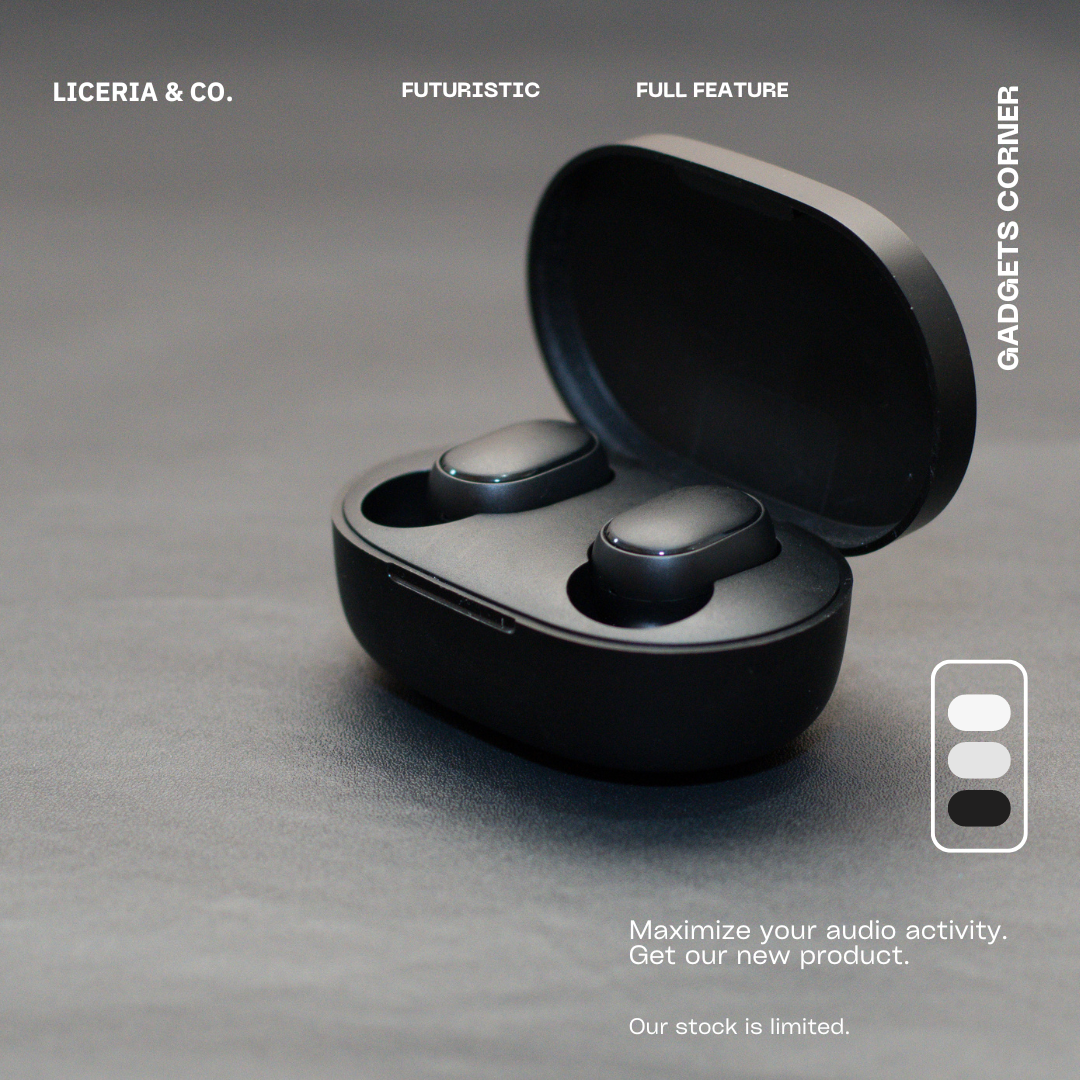 LICERIA & CO.
FUTURISTIC
FULL FEATURE
GADGETS CORNER
Maximize your audio activity.
Get our new product.
Our stock is limited.